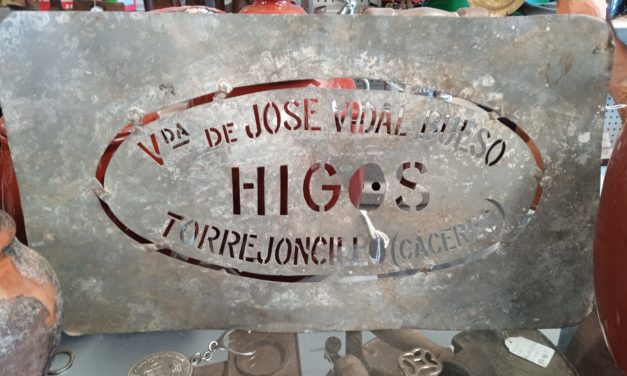 Vᴰᴬ DE JOSE VIDAL
HIGOS
TORREJONCILLO (CACERES)